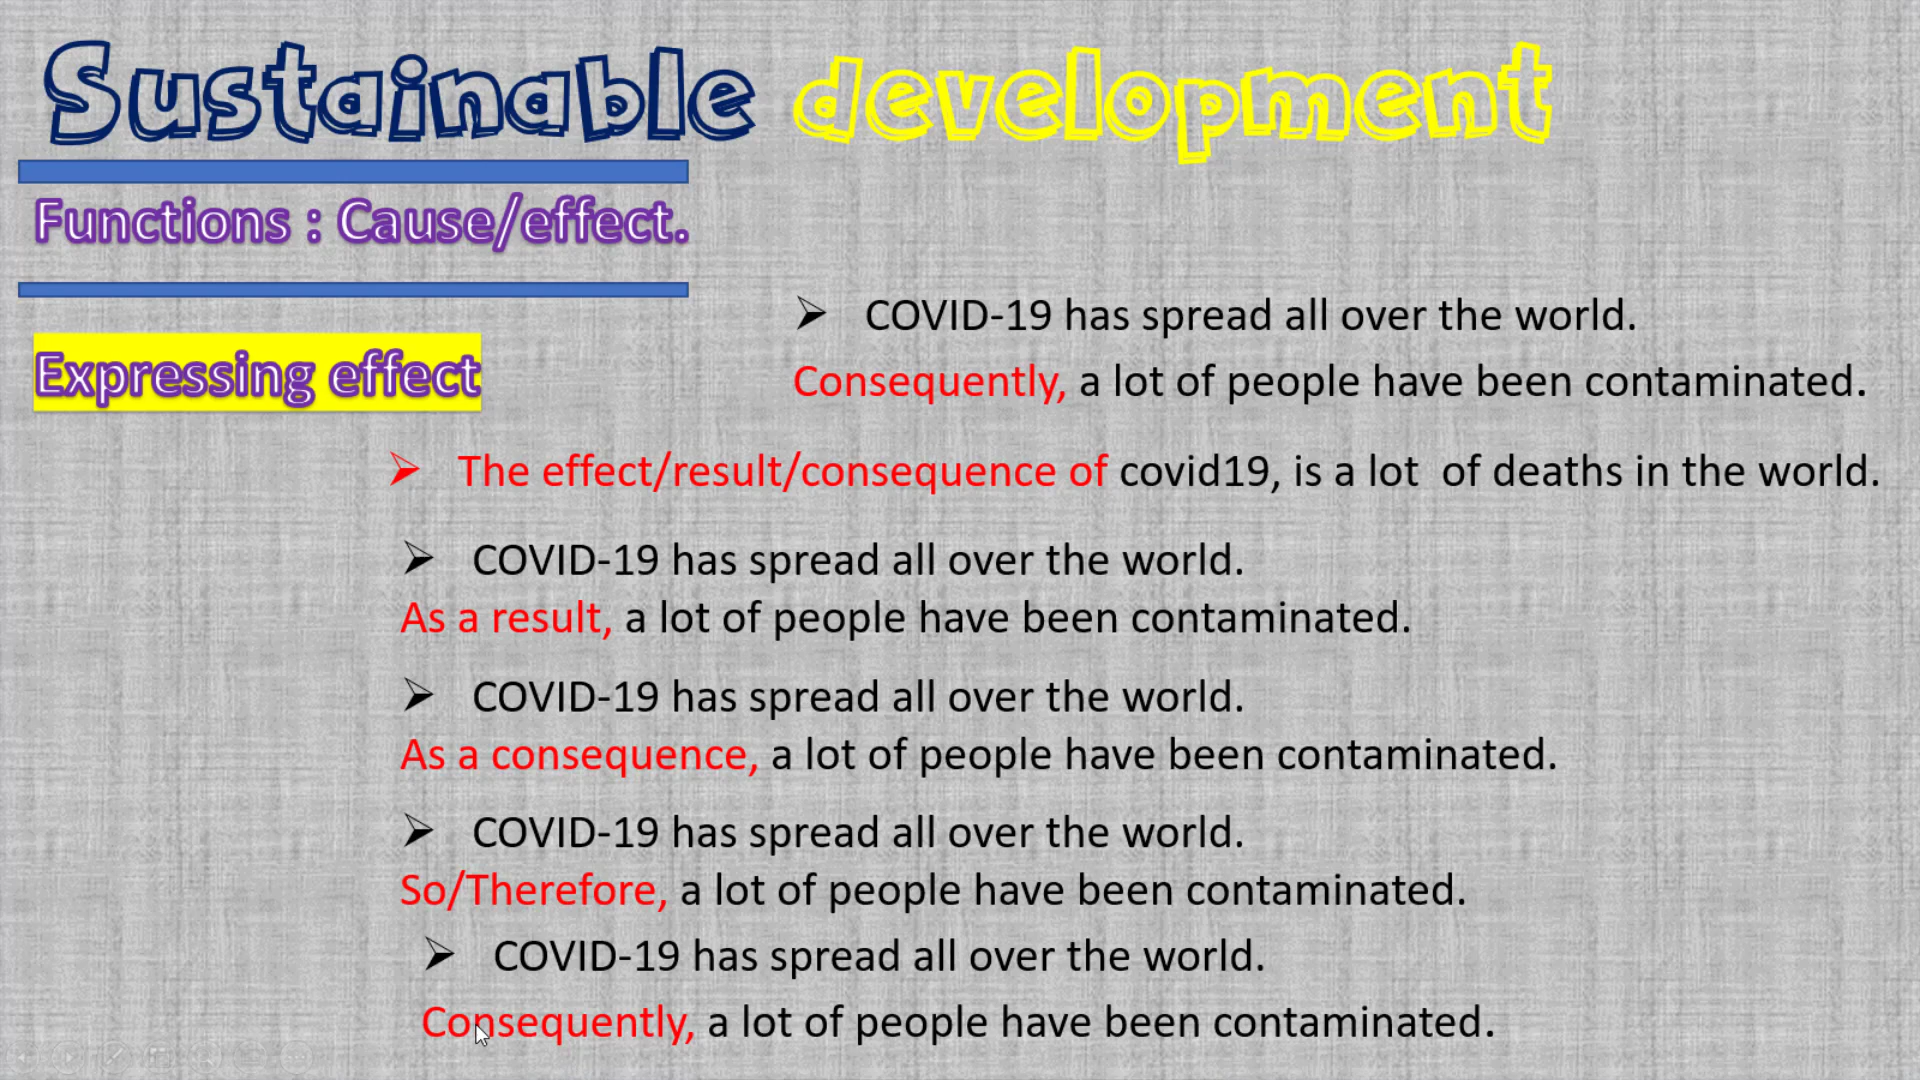 Sustainable development
Functions : Cause/effect.
Expressing effect
➢ COVID-19 has spread all over the world.
Consequently, a lot of people have been contaminated.
➢ The effect/result/consequence of covid19, is a lot  of deaths in the world.
➢ COVID-19 has spread all over the world.
As a result, a lot of people have been contaminated.
➢ COVID-19 has spread all over the world.
As a consequence, a lot of people have been contaminated.
➢ COVID-19 has spread all over the world.
So/Therefore, a lot of people have been contaminated.
➢ COVID-19 has spread all over the world.
Consequently, a lot of people have been contaminated.